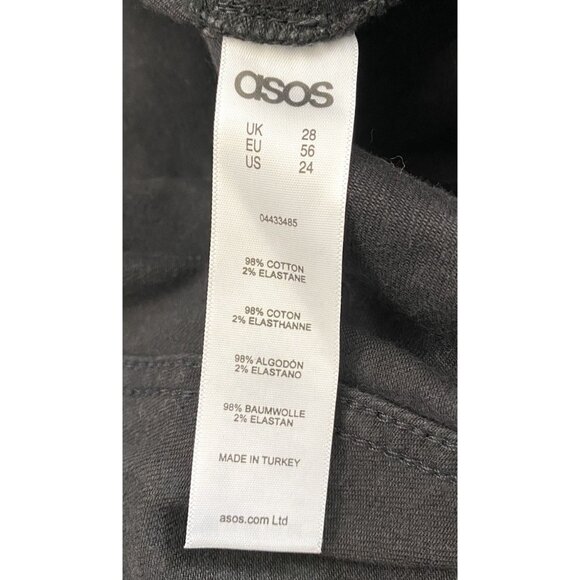 asos
UK 28
EU 56
US 24
04433485
98% COTTON
2% ELASTANE
98% COTON
2% ELASTHANNE
98% ALGODÓN
2% ELASTANO
98% BAUMWOLLE
2% ELASTAN
MADE IN TURKEY
asos.com Ltd